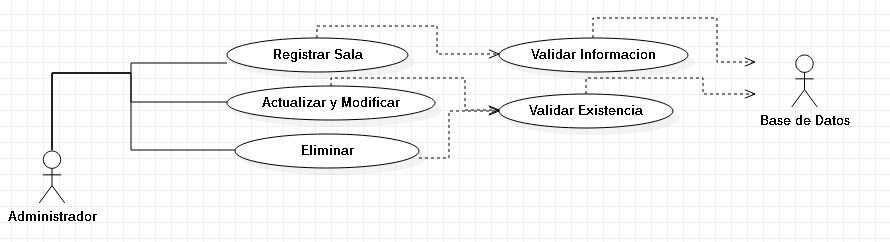 Registrar Sala
Validar Informacion
Actualizar y Modificar
Validar Existencia
Base de Datos
Eliminar
Administrador